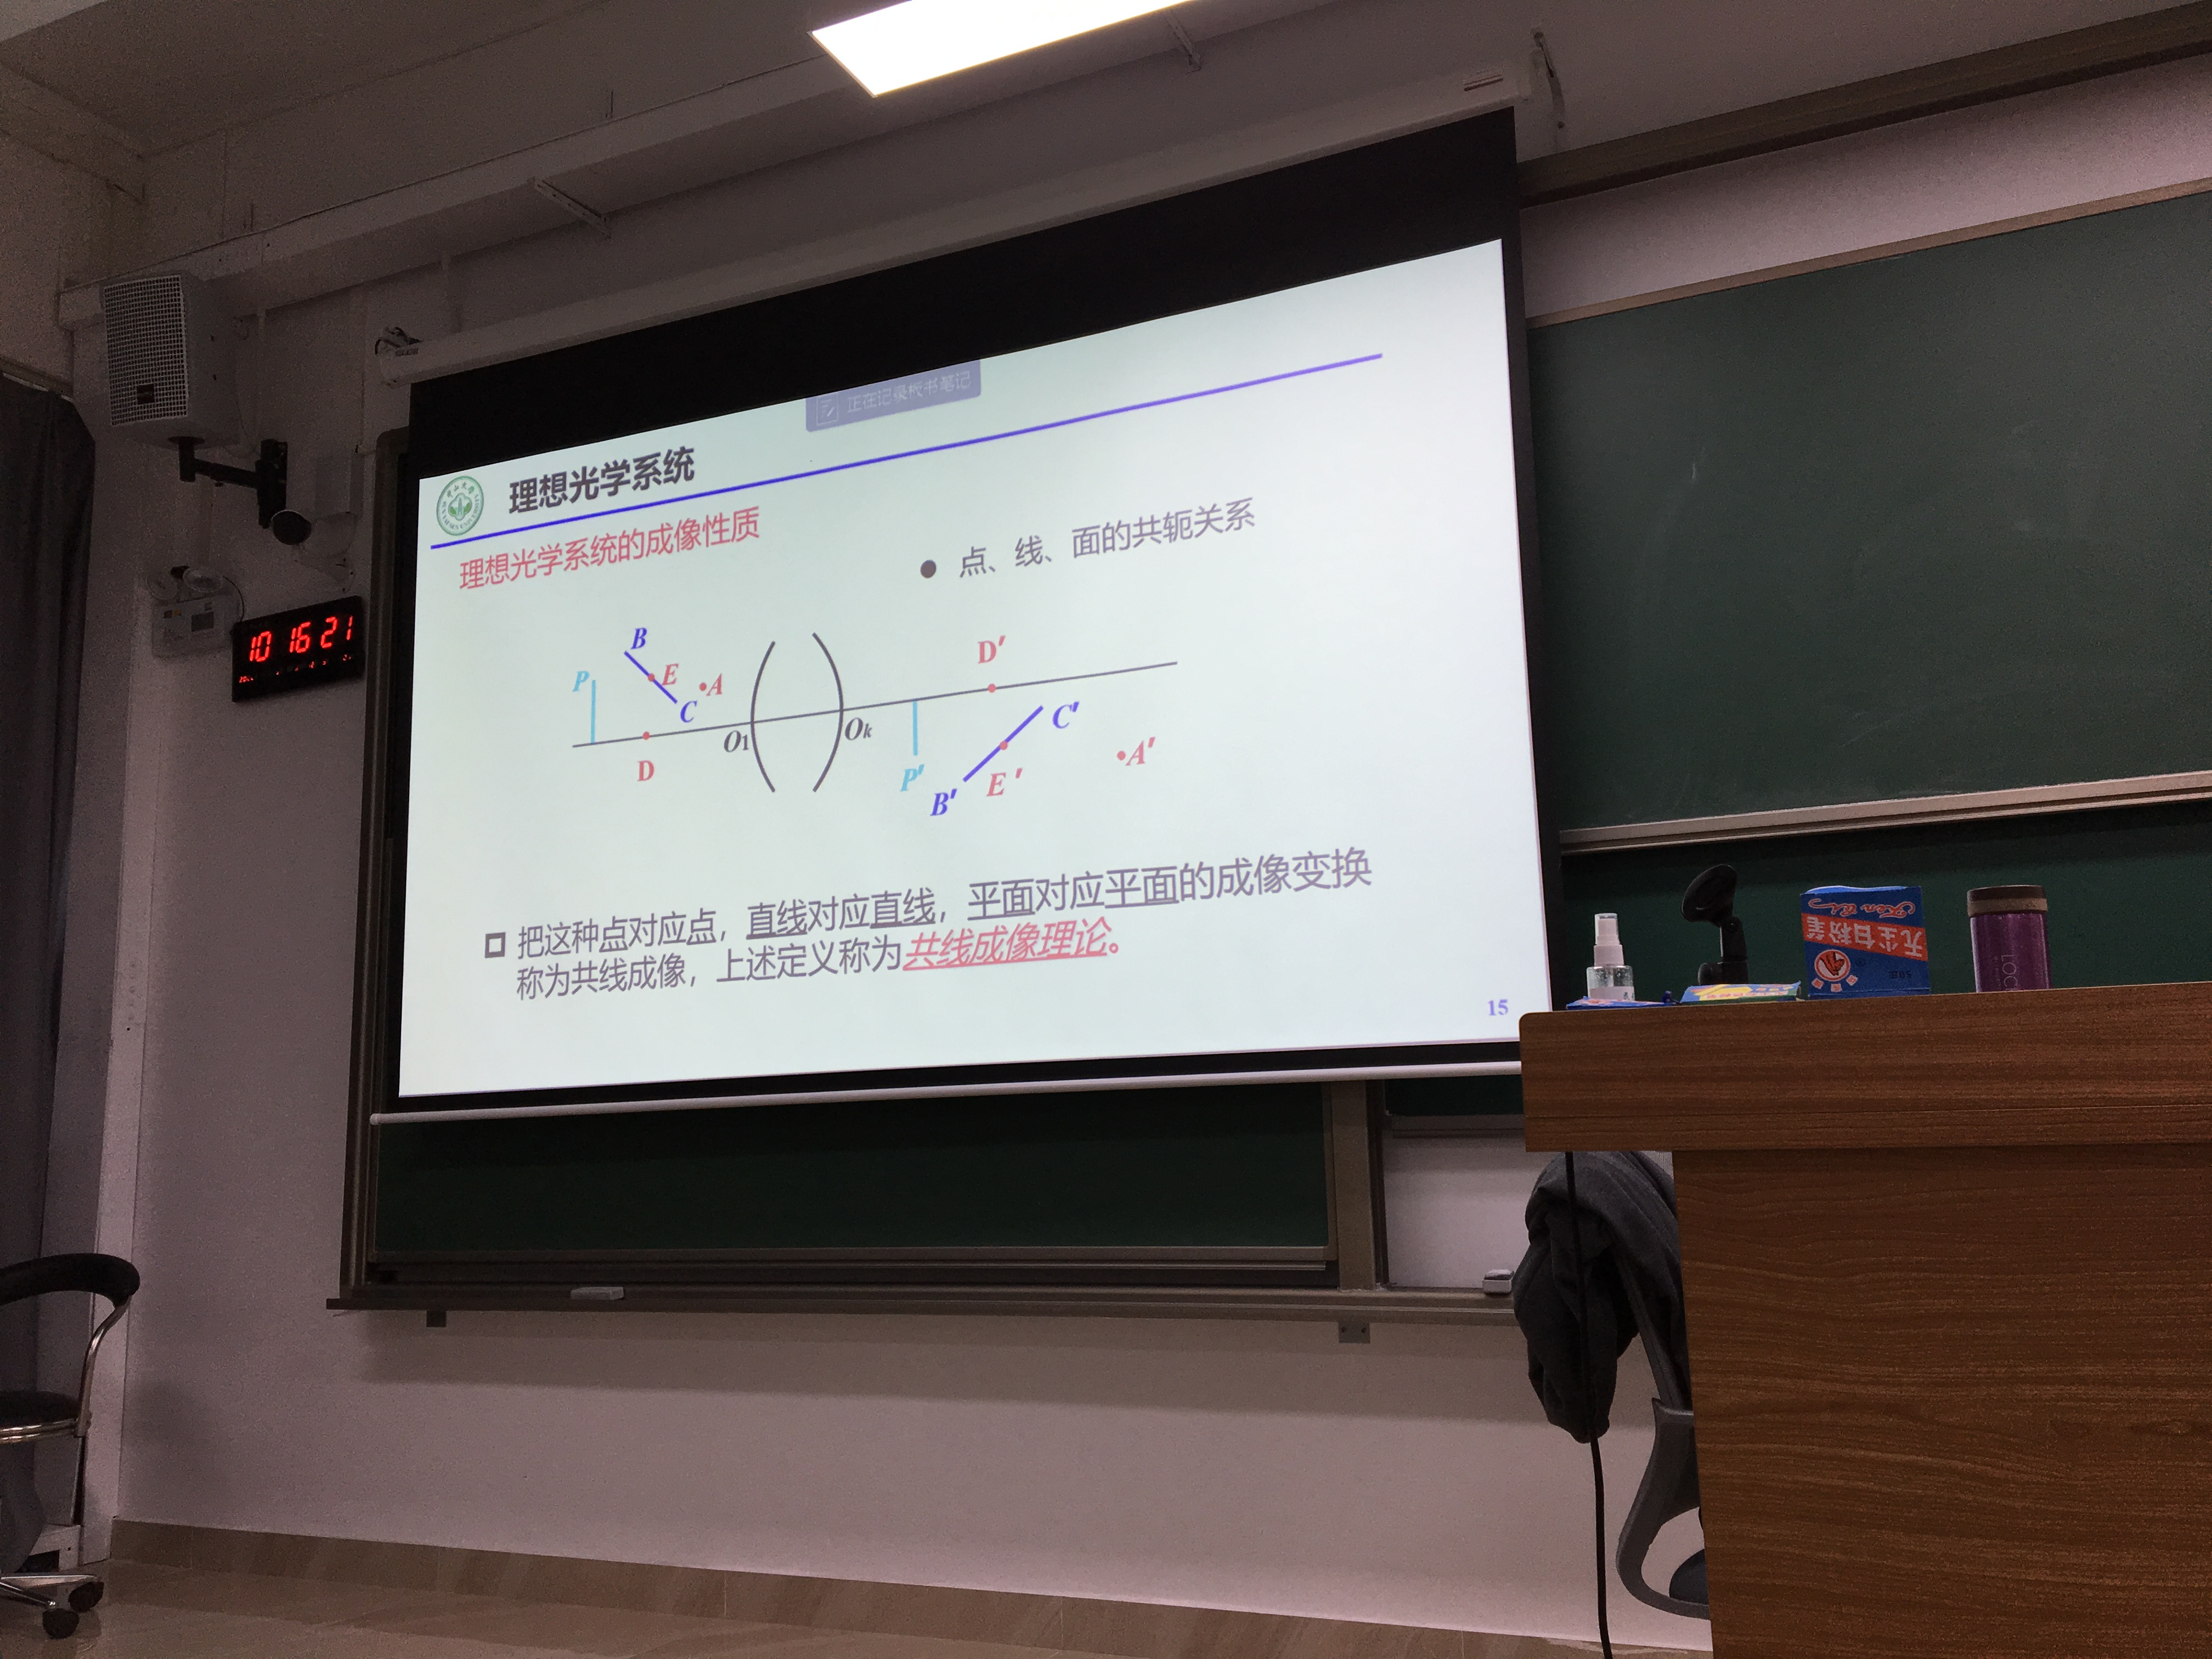 正在记录板书笔记
理想光学系统
理想光学系统的成像性质
● 点、线、面的共轭关系
B
P
E
A
C
D
O1
Ok
D′
C′
P′
B′
E′
A′
把这种点对应点，直线对应直线，平面对应平面的成像变换
称为共线成像，上述定义称为共线成像理论。
15
10 16 21
无尘白粉笔
LOC